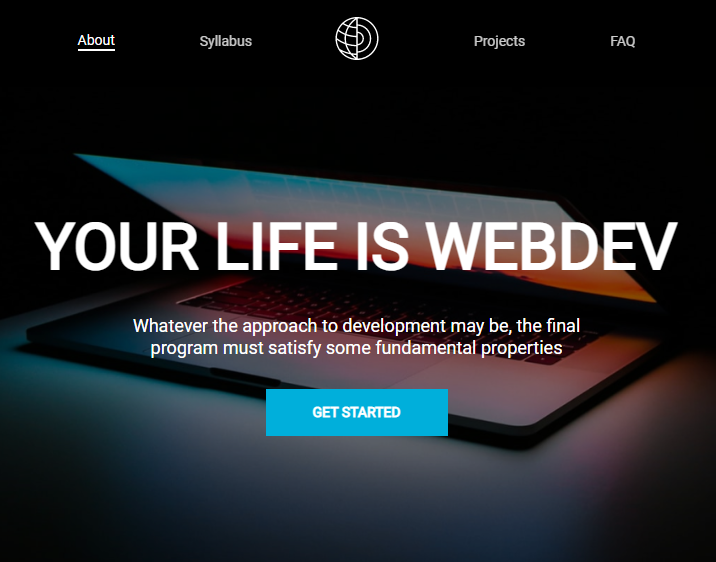 About
Syllabus
Projects
FAQ
YOUR LIFE IS WEBDEV
Whatever the approach to development may be, the final
program must satisfy some fundamental properties
GET STARTED